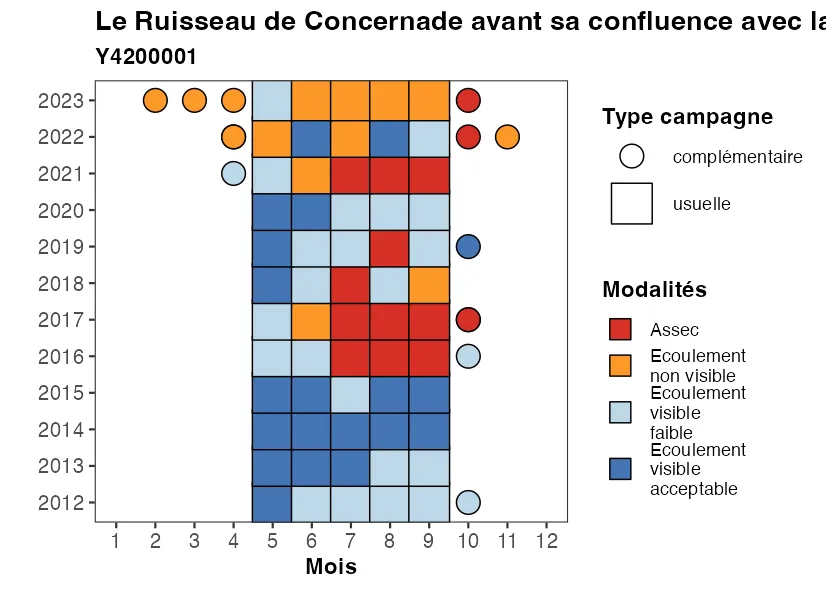 Le Ruisseau de Concernade avant sa confluence avec la
Y4200001
2023
2022
2021
2020
2019
2018
2017
2016
2015
2014
2013
2012
1 2 3 4 5 6 7 8 9 10 11 12
Mois
Type campagne
complémentaire
usuelle
Modalités
Assec
Ecoulement
non visible
Ecoulement
visible
faible
Ecoulement
visible
acceptable